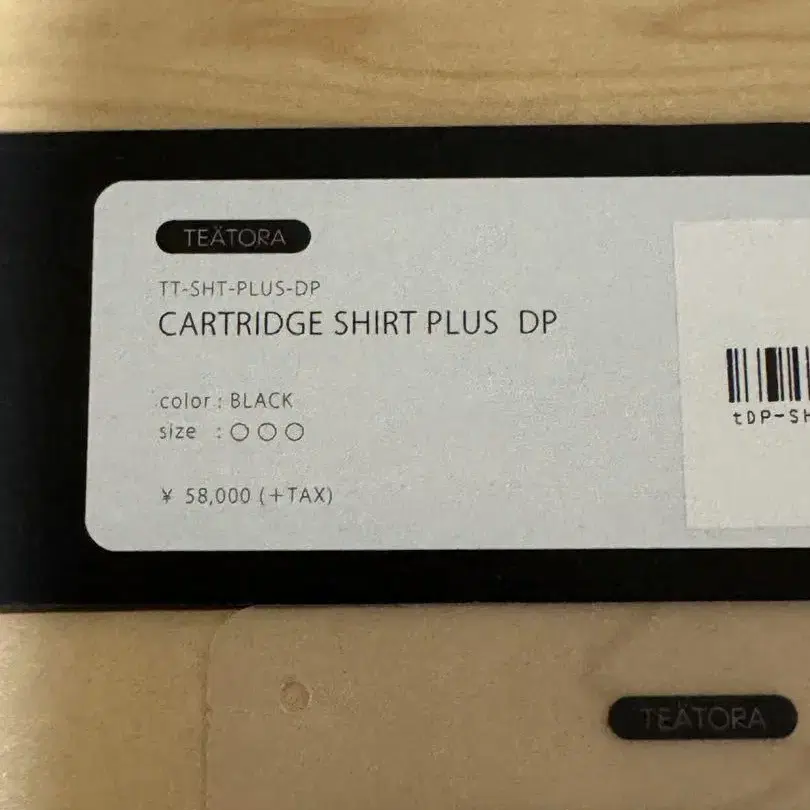 TEÄTORA
TT-SHT-PLUS-DP
CARTRIDGE SHIRT PLUS DP
color : BLACK
size : ○○○
¥ 58,000 (+TAX)
tDP-SH
TEÄTORA